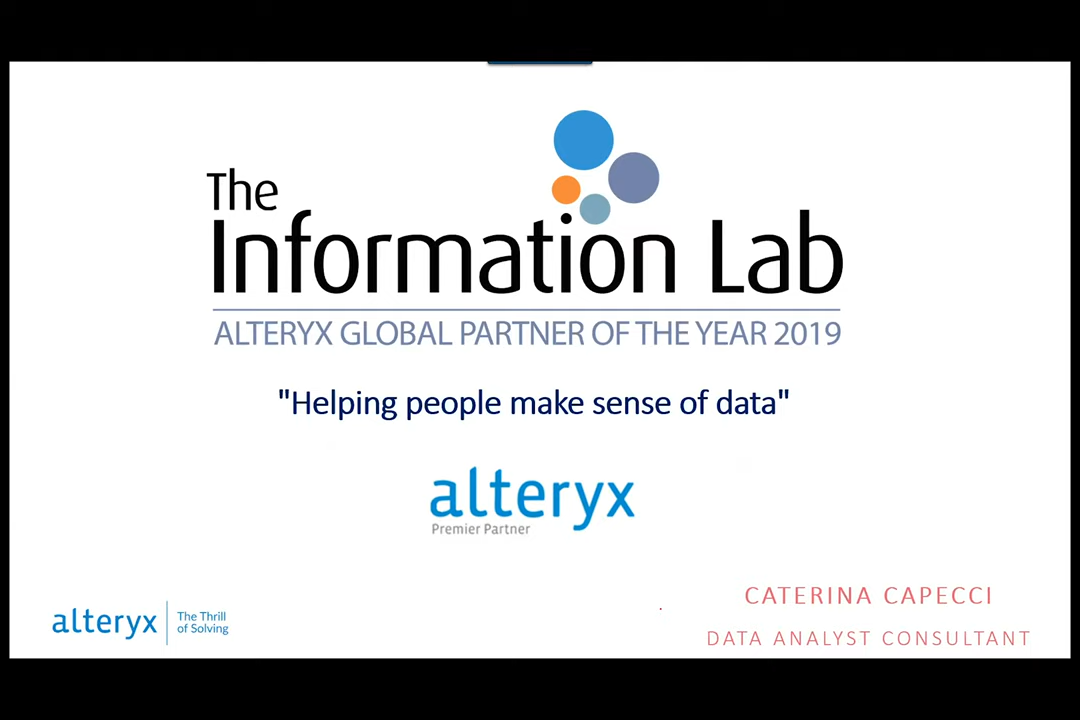 The
Information Lab
ALTERYX GLOBAL PARTNER OF THE YEAR 2019
"Helping people make sense of data"
alteryx
Premier Partner
alteryx
The Thrill
of Solving
CATERINA CAPECCI
DATA ANALYST CONSULTANT